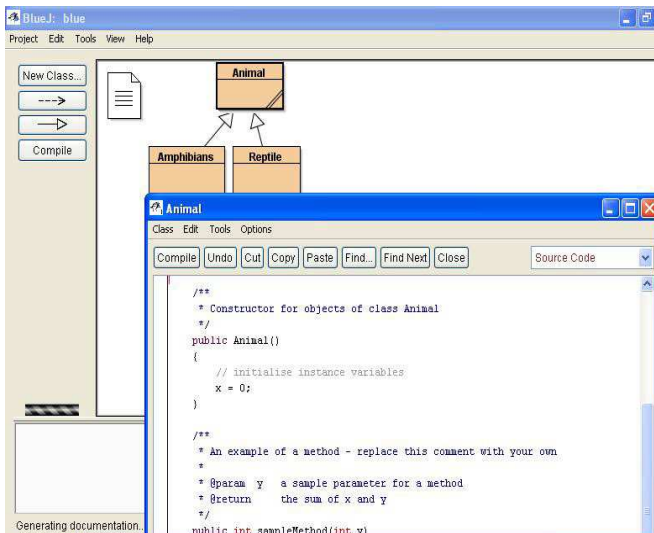 BlueJ: blue
Project Edit Tools View Help
New Class...
Compile
Animal
Amphibians Reptile
Animal
Class Edit Tools Options
Compile Undo Cut Copy Paste Find... Find Next Close Source Code
/**
* Constructor for objects of class Animal
*/
public Animal()
{
// initialise instance variables
x = 0;
}
/**
* An example of a method - replace this comment with your own
*
* @param y a sample parameter for a method
* @return the sum of x and y
*/
public int sampleMethod(int y)
Generating documentation..